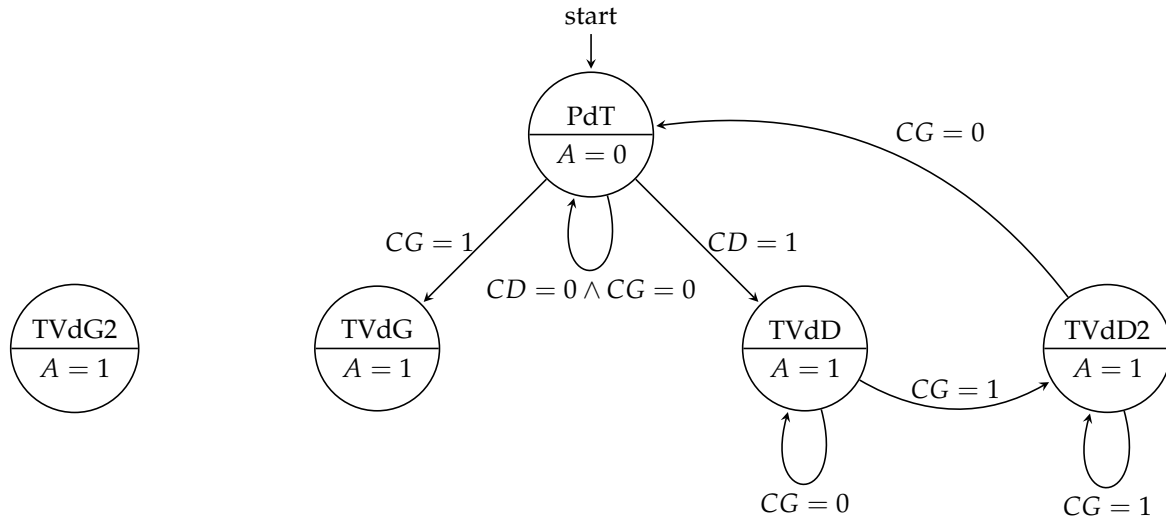 start
PdT
A = 0
CG = 0
CG = 1
CD = 1
CD = 0 ∧ CG = 0
TVdG2
A = 1
TVdG
A = 1
TVdD
A = 1
TVdD2
A = 1
CG = 1
CG = 0
CG = 1